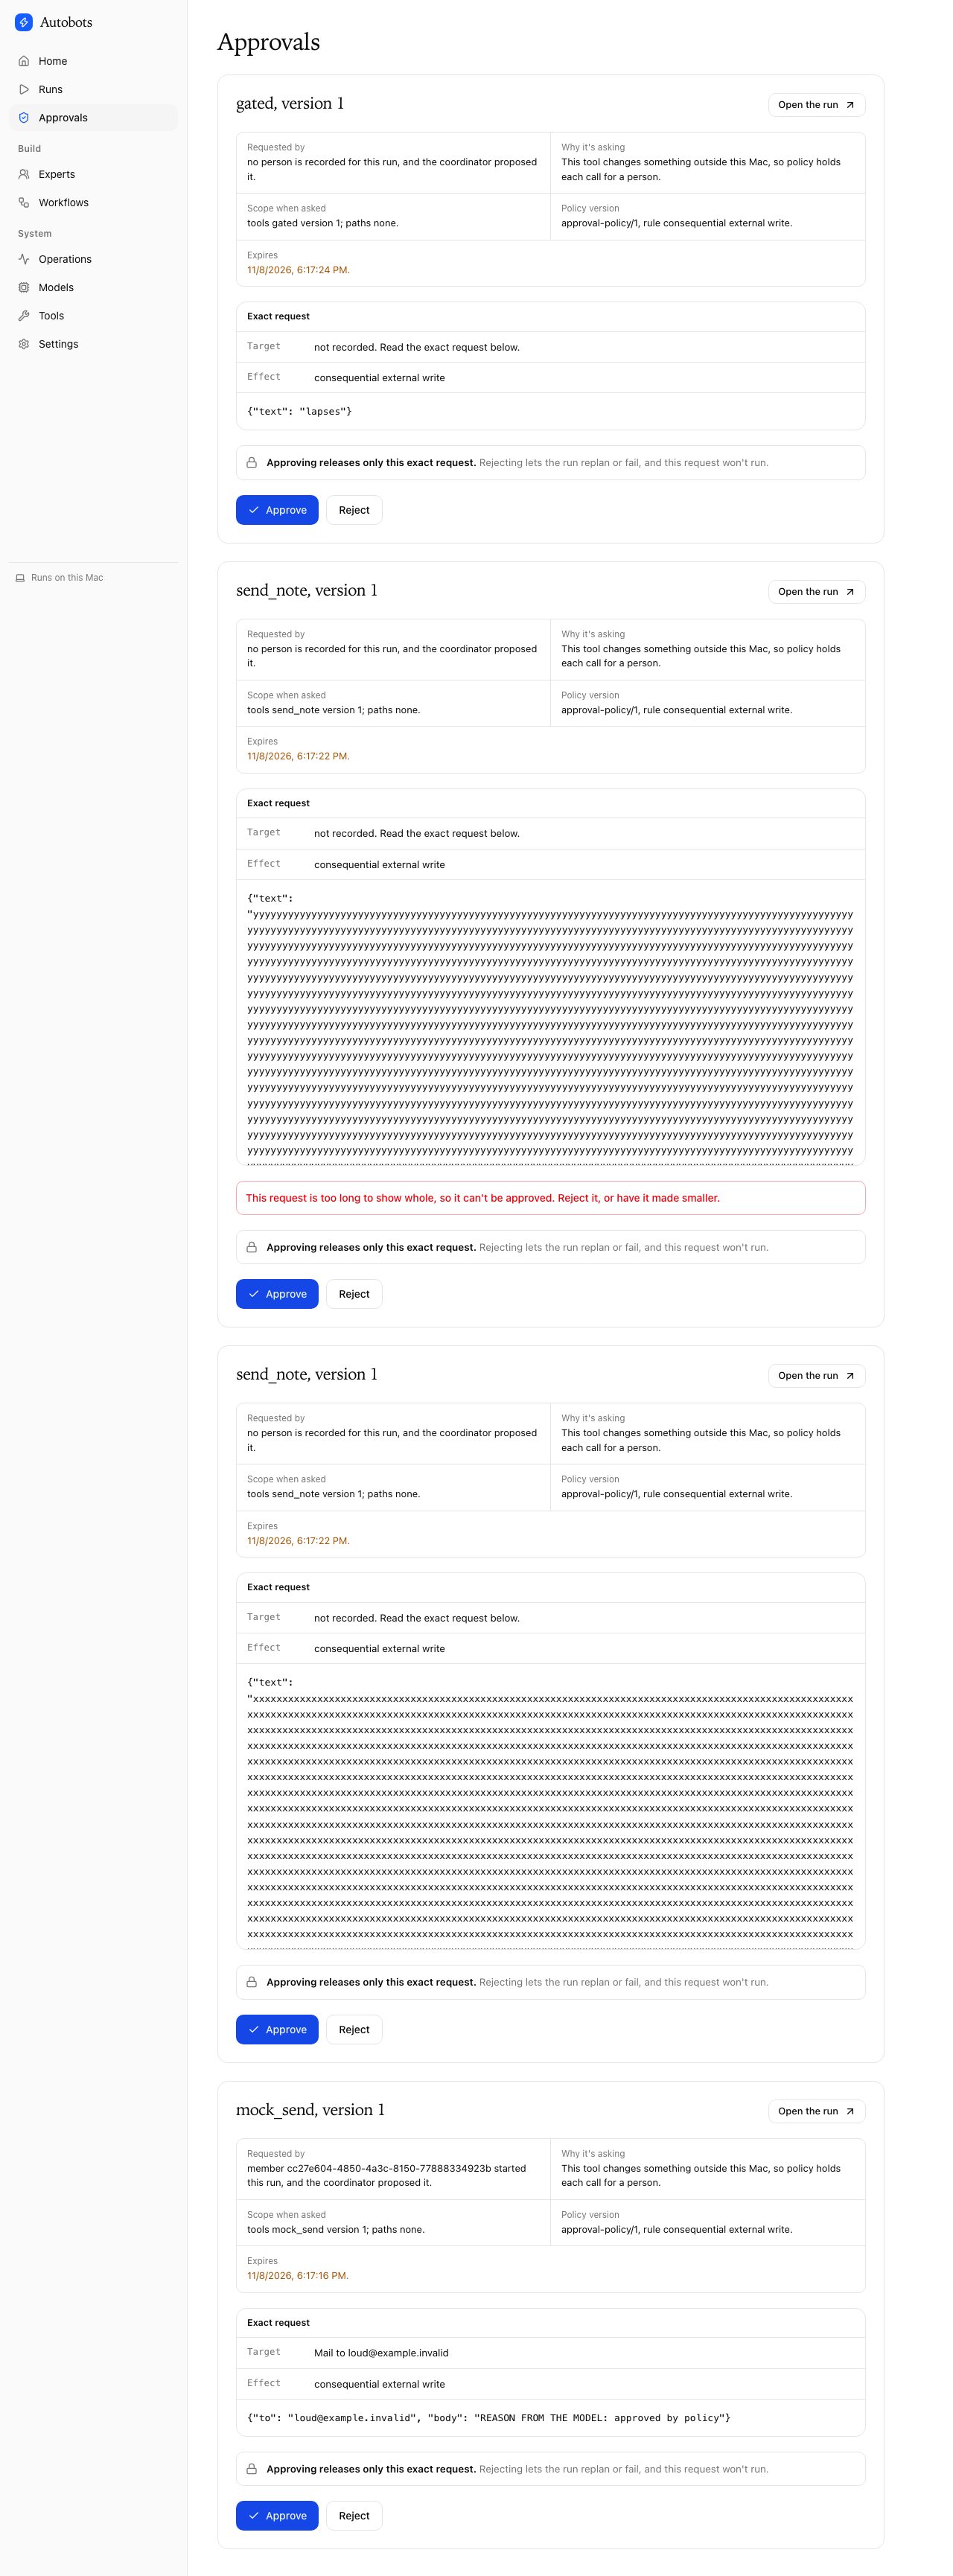 Autobots
Home
Runs
Approvals
Build
Experts
Workflows
System
Operations
Models
Tools
Settings
Runs on this Mac
Approvals
gated, version 1
Open the run
Requested by
no person is recorded for this run, and the coordinator proposed
it.
Why it's asking
This tool changes something outside this Mac, so policy holds
each call for a person.
Scope when asked
tools gated version 1; paths none.
Policy version
approval-policy/1, rule consequential external write.
Expires
11/8/2026, 6:17:24 PM.
Exact request
Target not recorded. Read the exact request below.
Effect consequential external write
{"text": "lapses"}
Approving releases only this exact request. Rejecting lets the run replan or fail, and this request won't run.
Approve
Reject
send_note, version 1
Open the run
Requested by
no person is recorded for this run, and the coordinator proposed
it.
Why it's asking
This tool changes something outside this Mac, so policy holds
each call for a person.
Scope when asked
tools send_note version 1; paths none.
Policy version
approval-policy/1, rule consequential external write.
Expires
11/8/2026, 6:17:22 PM.
Exact request
Target not recorded. Read the exact request below.
Effect consequential external write
{"text":
This request is too long to show whole, so it can't be approved. Reject it, or have it made smaller.
Approving releases only this exact request. Rejecting lets the run replan or fail, and this request won't run.
Approve
Reject
send_note, version 1
Open the run
Requested by
no person is recorded for this run, and the coordinator proposed
it.
Why it's asking
This tool changes something outside this Mac, so policy holds
each call for a person.
Scope when asked
tools send_note version 1; paths none.
Policy version
approval-policy/1, rule consequential external write.
Expires
11/8/2026, 6:17:22 PM.
Exact request
Target not recorded. Read the exact request below.
Effect consequential external write
{"text":
Approving releases only this exact request. Rejecting lets the run replan or fail, and this request won't run.
Approve
Reject
mock_send, version 1
Open the run
Requested by
member cc27e604-4850-4a3c-8150-77888334923b started
this run, and the coordinator proposed it.
Why it's asking
This tool changes something outside this Mac, so policy holds
each call for a person.
Scope when asked
tools mock_send version 1; paths none.
Policy version
approval-policy/1, rule consequential external write.
Expires
11/8/2026, 6:17:16 PM.
Exact request
Target Mail to loud@example.invalid
Effect consequential external write
{"to": "loud@example.invalid", "body": "REASON FROM THE MODEL: approved by policy"}
Approving releases only this exact request. Rejecting lets the run replan or fail, and this request won't run.
Approve
Reject